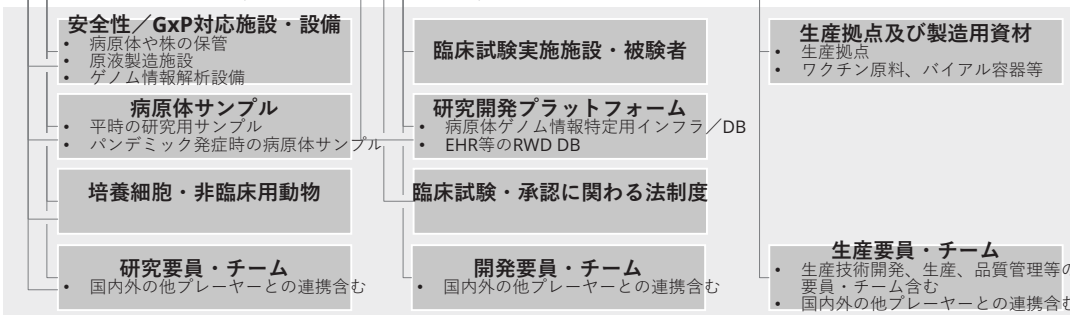 安全性／GxP対応施設・設備
• 病原体や株の保管
• 原液製造施設
• ゲノム情報解析設備
病原体サンプル
• 平時の研究用サンプル
• パンデミック発症時の病原体サンプル
培養細胞・非臨床用動物
研究要員・チーム
• 国内外の他プレーヤーとの連携含む
臨床試験実施施設・被験者
研究開発プラットフォーム
• 病原体ゲノム情報特定用インフラ／DB
• EHR等のRWD DB
臨床試験・承認に関わる法制度
開発要員・チーム
• 国内外の他プレーヤーとの連携含む
生産拠点及び製造用資材
• 生産拠点
• ワクチン原料、バイアル容器等
生産要員・チーム
• 生産技術開発、生産、品質管理等の
要員・チーム含む
• 国内外の他プレーヤーとの連携含む